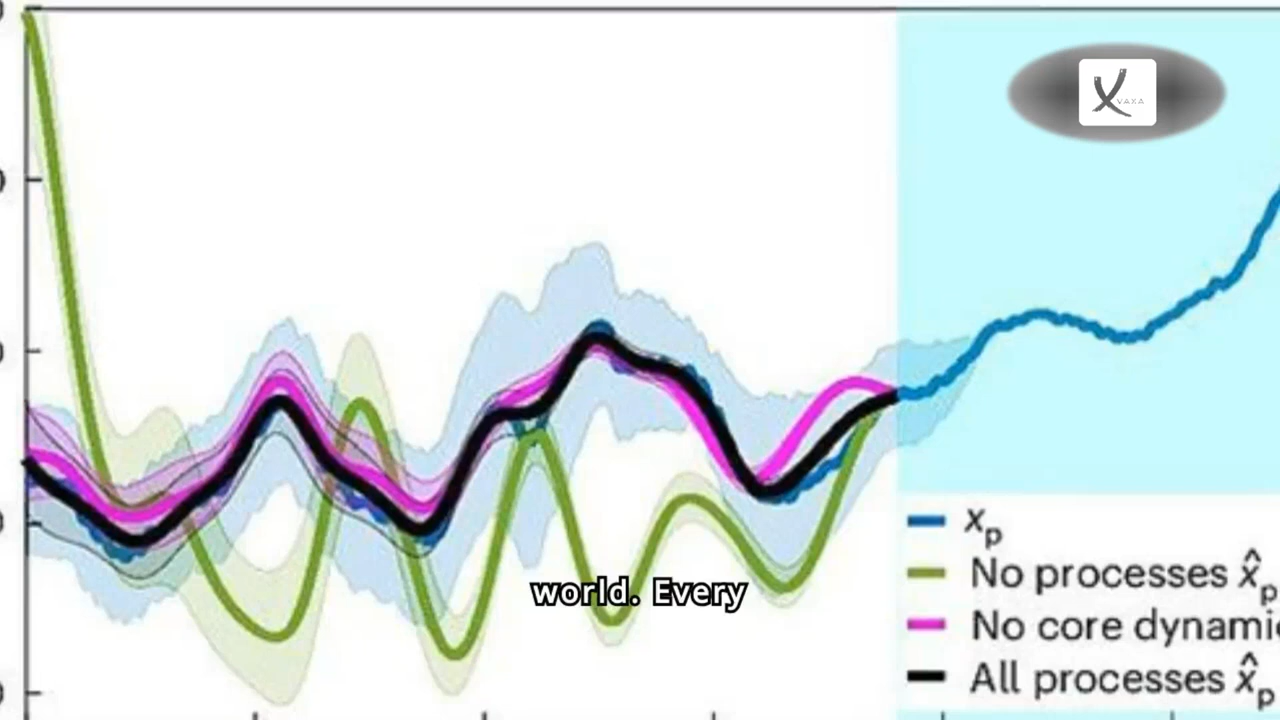 VAXA
world. Every
x_p
No processes x̂_p
No core dynami
All processes x̂_p